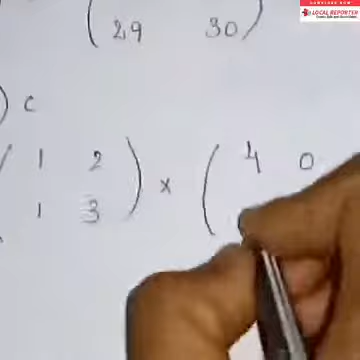 LOCAL REPORTER
29 30 )
) C
1 2 ) × ( 4 0
1 3